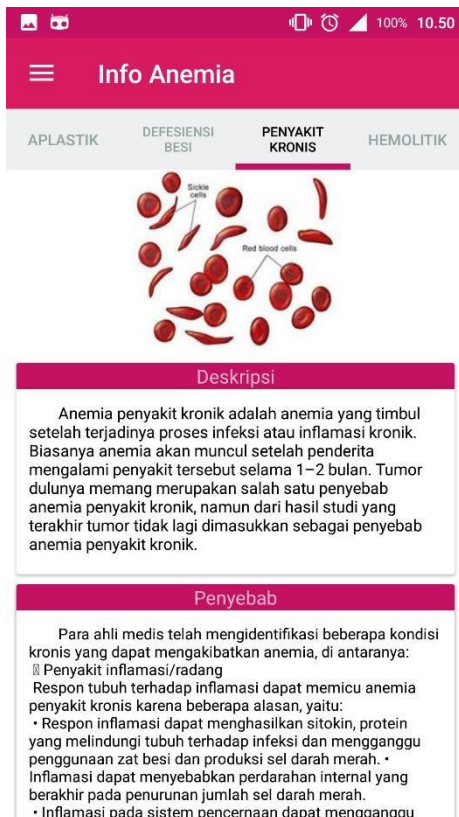 100% 10.50
Info Anemia
APLASTIK
DEFESIENSI
BESI
PENYAKIT
KRONIS
HEMOLITIK
Sickle
cells
Red blood cells
Deskripsi
Anemia penyakit kronik adalah anemia yang timbul
setelah terjadinya proses infeksi atau inflamasi kronik.
Biasanya anemia akan muncul setelah penderita
mengalami penyakit tersebut selama 1–2 bulan. Tumor
dulunya memang merupakan salah satu penyebab
anemia penyakit kronik, namun dari hasil studi yang
terakhir tumor tidak lagi dimasukkan sebagai penyebab
anemia penyakit kronik.
Penyebab
Para ahli medis telah mengidentifikasi beberapa kondisi
kronis yang dapat mengakibatkan anemia, di antaranya:
Penyakit inflamasi/radang
Respon tubuh terhadap inflamasi dapat memicu anemia
penyakit kronis karena beberapa alasan, yaitu:
• Respon inflamasi dapat menghasilkan sitokin, protein
yang melindungi tubuh terhadap infeksi dan mengganggu
penggunaan zat besi dan produksi sel darah merah. •
Inflamasi dapat menyebabkan perdarahan internal yang
berakhir pada penurunan jumlah sel darah merah.
• Inflamasi pada sistem pencernaan dapat mengganggu